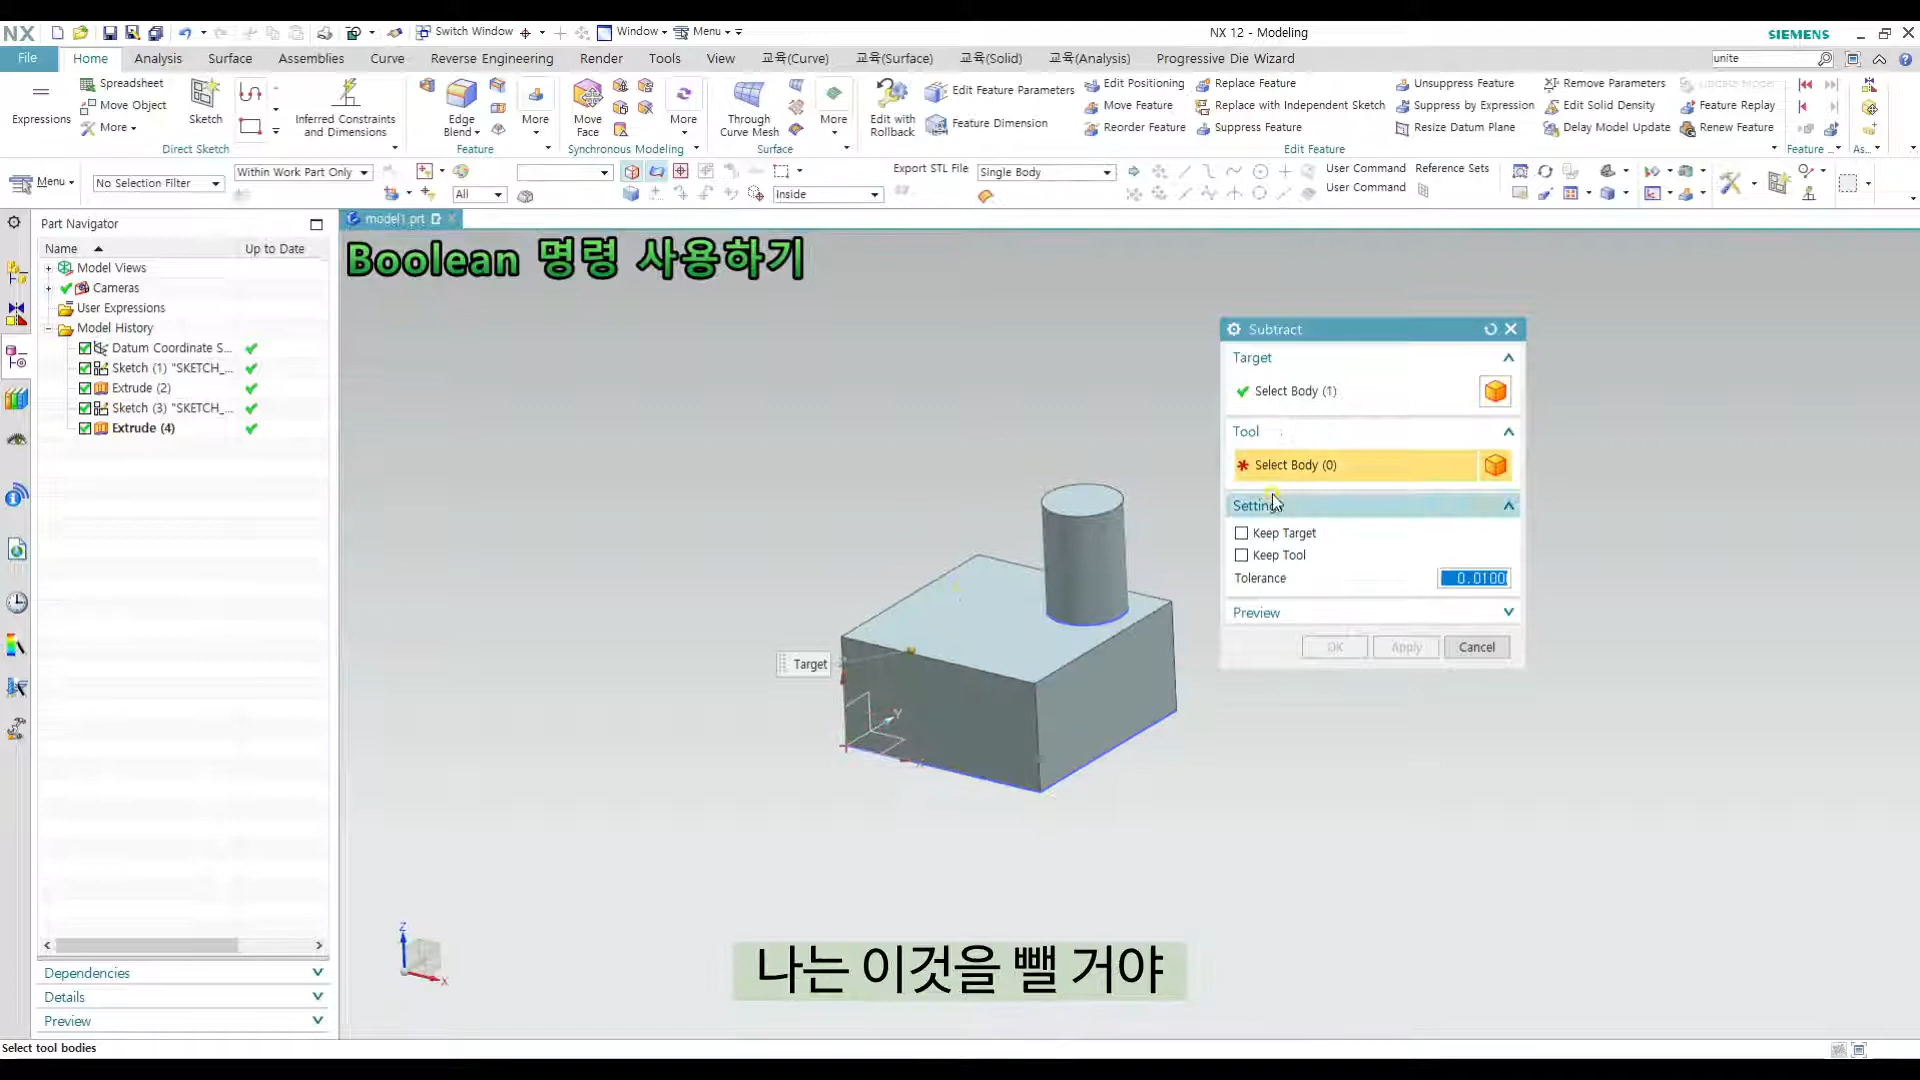 NX
Switch Window
Window
Menu
NX 12 - Modeling
SIEMENS
File
Home
Analysis
Surface
Assemblies
Curve
Reverse Engineering
Render
Tools
View
교육(Curve)
교육(Surface)
교육(Solid)
교육(Analysis)
Progressive Die Wizard
unite
Expressions
Spreadsheet
Move Object
More
Sketch
Inferred Constraints
and Dimensions
Direct Sketch
Edge
Blend
More
Feature
Move
Face
More
Synchronous Modeling
Through
Curve Mesh
More
Surface
Edit with
Rollback
Edit Feature Parameters
Feature Dimension
Edit Positioning
Move Feature
Reorder Feature
Replace Feature
Replace with Independent Sketch
Suppress Feature
Unsuppress Feature
Suppress by Expression
Resize Datum Plane
Remove Parameters
Edit Solid Density
Delay Model Update
Edit Feature
Feature Replay
Renew Feature
Feature ...
As...
Menu
No Selection Filter
Within Work Part Only
All
Inside
Export STL File
Single Body
User Command
User Command
Reference Sets
Part Navigator
Name
Up to Date
Model Views
Cameras
User Expressions
Model History
Datum Coordinate S...
Sketch (1) "SKETCH_...
Extrude (2)
Sketch (3) "SKETCH_...
Extrude (4)
Dependencies
Details
Preview
model1.prt
Boolean 명령 사용하기
Target
Y
X
Z
X
Subtract
Target
Select Body (1)
Tool
Select Body (0)
Setting
Keep Target
Keep Tool
Tolerance
0.0100
Preview
OK
Apply
Cancel
나는 이것을 뺄 거야
Select tool bodies